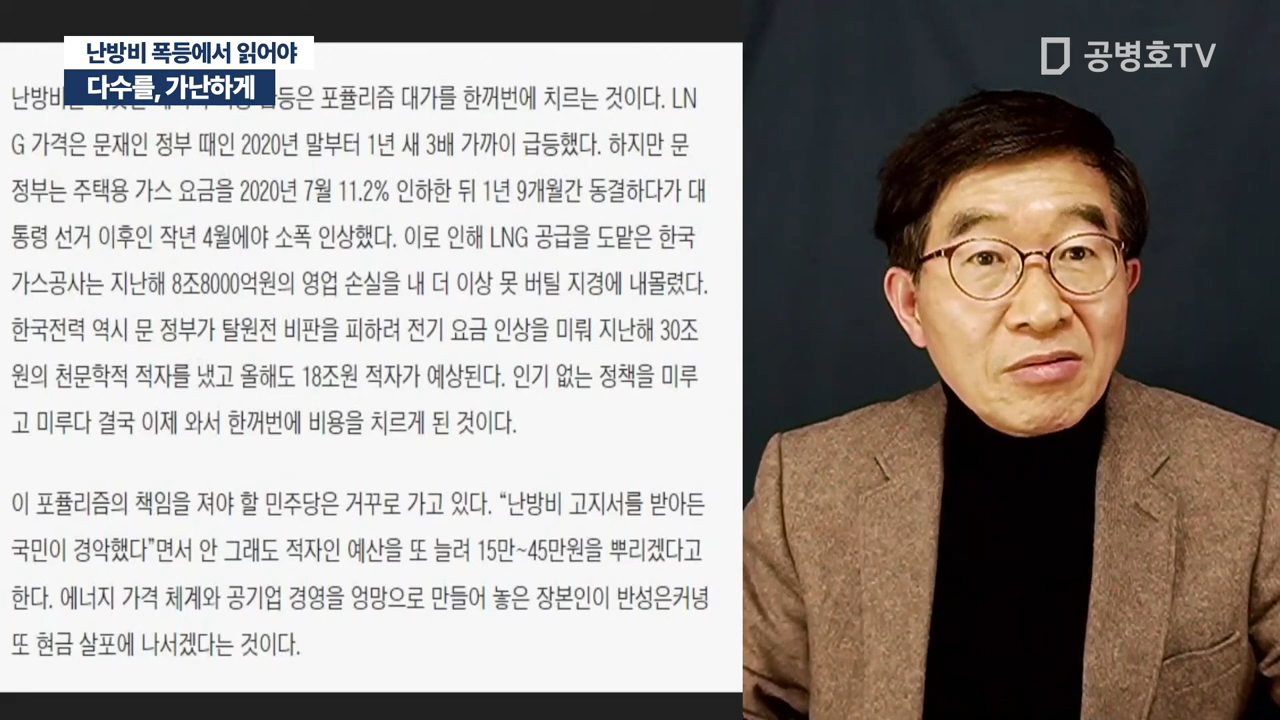 난방비 폭등에서 읽어야
다수를, 가난하게
공병호TV
난방비 등은 포퓰리즘 대가를 한꺼번에 치르는 것이다. LN
G 가격은 문재인 정부 때인 2020년 말부터 1년 새 3배 가까이 급등했다. 하지만 문
정부는 주택용 가스 요금을 2020년 7월 11.2% 인하한 뒤 1년 9개월간 동결하다가 대
통령 선거 이후인 작년 4월에야 소폭 인상했다. 이로 인해 LNG 공급을 도맡은 한국
가스공사는 지난해 8조8000억원의 영업 손실을 내 더 이상 못 버틸 지경에 내몰렸다.
한국전력 역시 문 정부가 탈원전 비판을 피하려 전기 요금 인상을 미뤄 지난해 30조
원의 천문학적 적자를 냈고 올해도 18조원 적자가 예상된다. 인기 없는 정책을 미루
고 미루다 결국 이제 와서 한꺼번에 비용을 치르게 된 것이다.
이 포퓰리즘의 책임을 져야 할 민주당은 거꾸로 가고 있다. “난방비 고지서를 받아든
국민이 경악했다”면서 안 그래도 적자인 예산을 또 늘려 15만~45만원을 뿌리겠다고
한다. 에너지 가격 체계와 공기업 경영을 엉망으로 만들어 놓은 장본인이 반성은커녕
또 현금 살포에 나서겠다는 것이다.